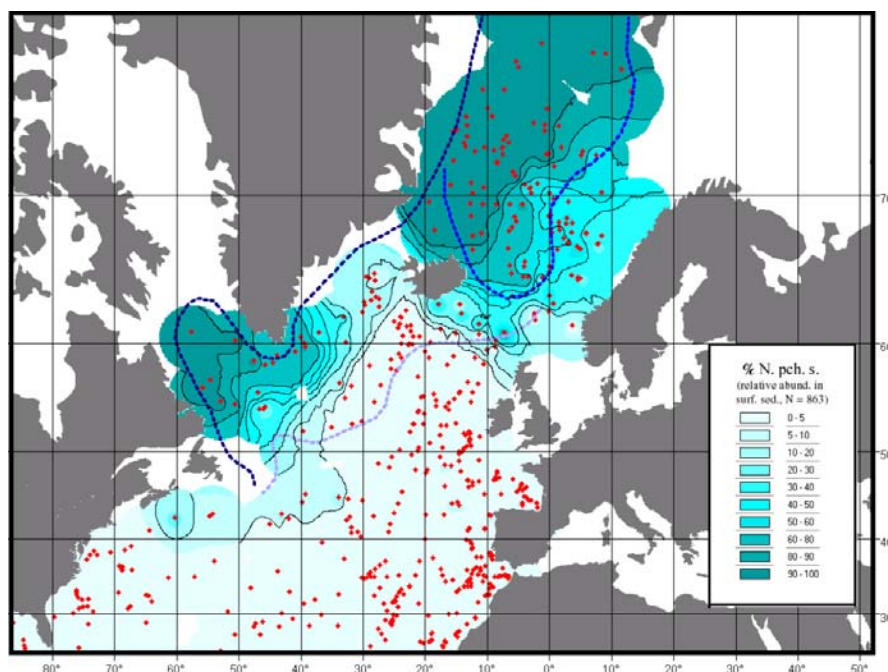 70
60
50
40
30
% N. pch. s.
(relative abund. in
surf. sed., N = 863)
0 - 5
5 - 10
10 - 20
20 - 30
30 - 40
40 - 50
50 - 60
60 - 80
80 - 90
90 - 100
80° 70° 60° 50° 40° 30° 20° 10° 0° 10° 20° 30° 40° 50°